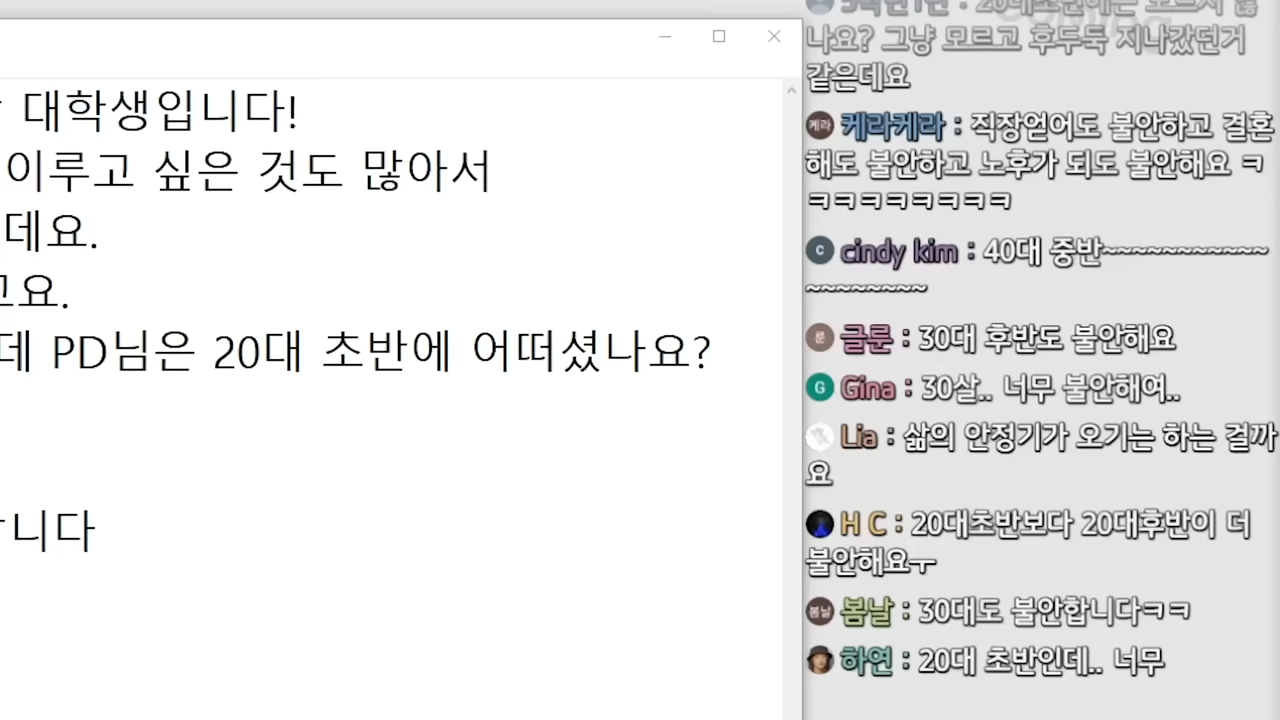 대학생입니다!
이루고 싶은 것도 많아서
데요.
고요.
데 PD님은 20대 초반에 어떠셨나요?
합니다
나요? 그냥 모르고 후두둑 지나갔던거
같은데요
케라 케라케라 : 직장얻어도 불안하고 결혼
해도 불안하고 노후가 되도 불안해요 ㅋ
ㅋㅋㅋㅋㅋㅋㅋㅋ
c cindy kim : 40대 중반~~~~~~~~~~~~
~~~~~~~~~
룬 글룬 : 30대 후반도 불안해요
G Gina : 30살.. 너무 불안해여..
Lia : 삶의 안정기가 오기는 하는 걸까
요
H C : 20대초반보다 20대후반이 더
불안해요ㅜ
봄날 봄날 : 30대도 불안합니다ㅋㅋ
하연 : 20대 초반인데.. 너무